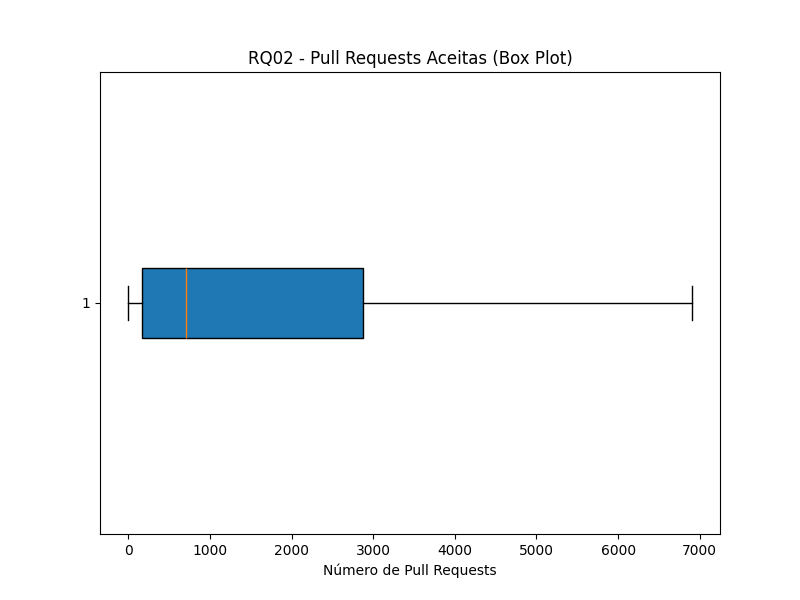 RQ02 - Pull Requests Aceitas (Box Plot)
1
0 1000 2000 3000 4000 5000 6000 7000
Número de Pull Requests